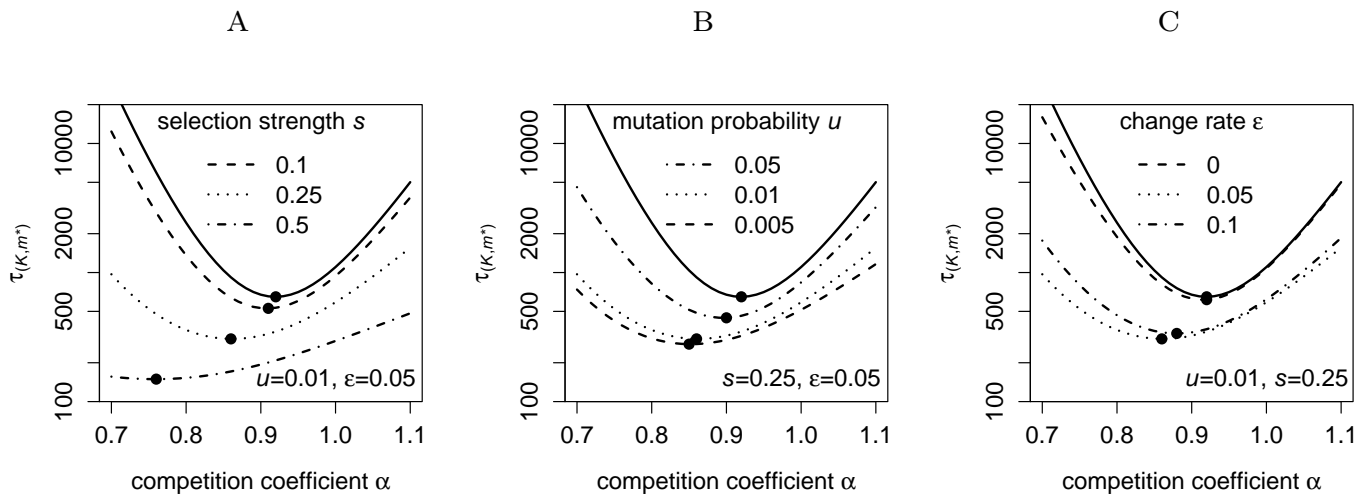 A
selection strength s
0.1
0.25
0.5
u=0.01, ε=0.05
100
500
2000
10000
τ(K,m*)
0.7 0.8 0.9 1.0 1.1
competition coefficient α
B
mutation probability u
0.05
0.01
0.005
s=0.25, ε=0.05
100
500
2000
10000
τ(K,m*)
0.7 0.8 0.9 1.0 1.1
competition coefficient α
C
change rate ε
0
0.05
0.1
u=0.01, s=0.25
100
500
2000
10000
τ(K,m*)
0.7 0.8 0.9 1.0 1.1
competition coefficient α